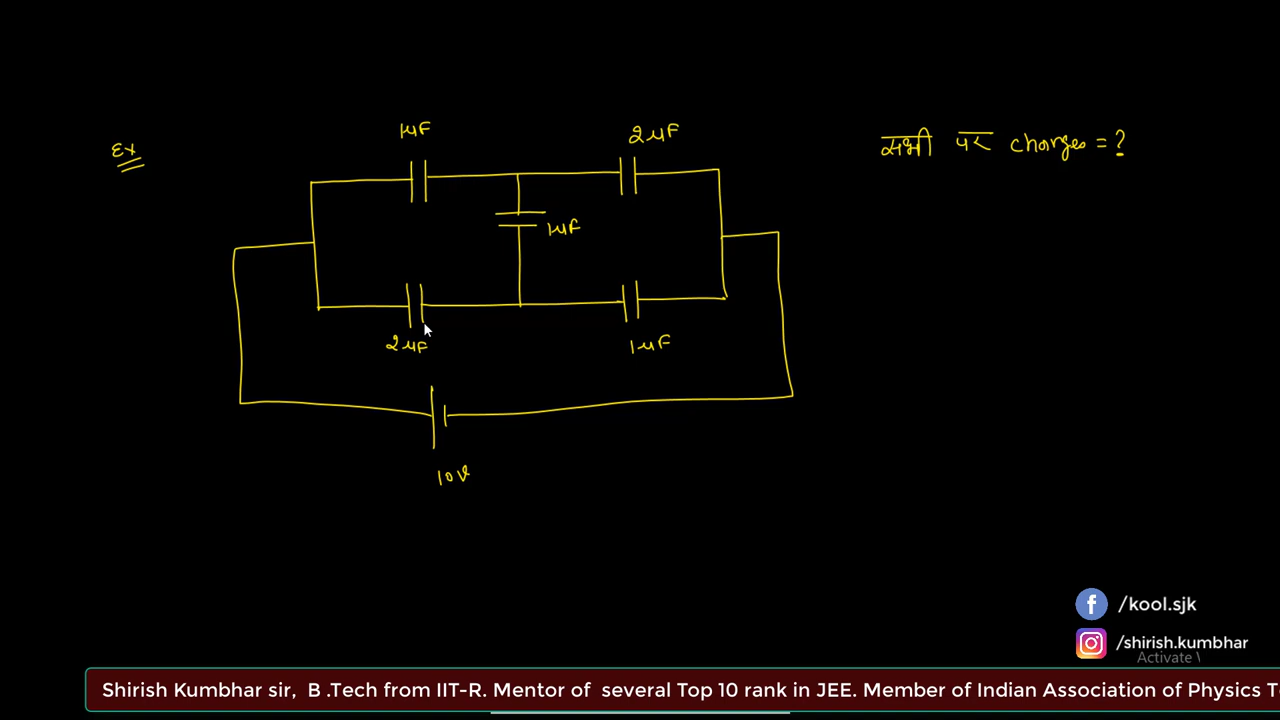 Ex
1μF
2μF
सभी पर charges = ?
1μF
2μF
1μF
10V
/kool.sjk
/shirish.kumbhar
Activate
Shirish Kumbhar sir, B .Tech from IIT-R. Mentor of several Top 10 rank in JEE. Member of Indian Association of Physics T